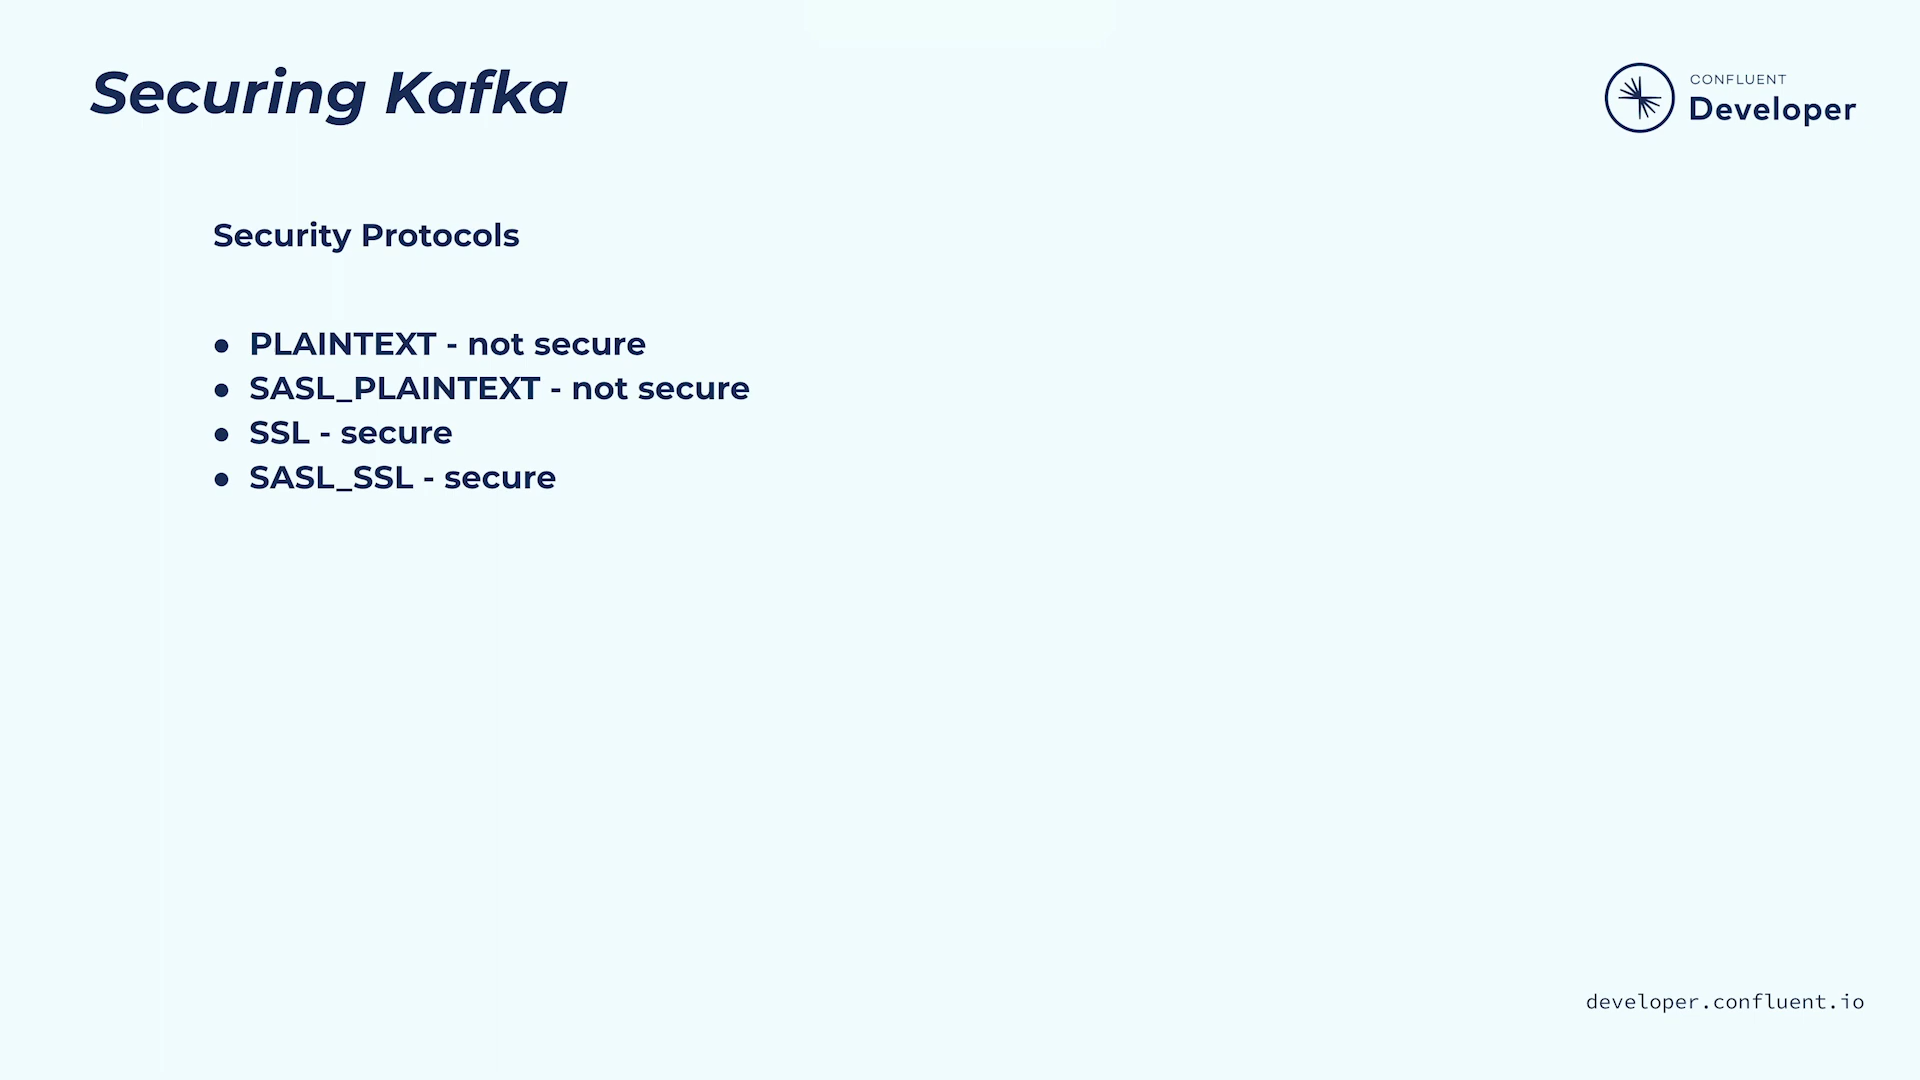 Securing Kafka
CONFLUENT
Developer
Security Protocols
● PLAINTEXT - not secure
● SASL_PLAINTEXT - not secure
● SSL - secure
● SASL_SSL - secure
developer.confluent.io